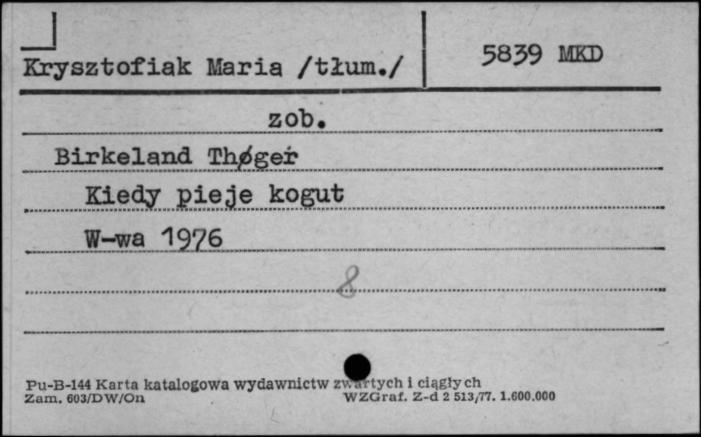 Krysztofiak Maria /tłum./ 5839 MKD
zob.
Birkeland Thøger
Kiedy pieje kogut
W-wa 1976
8
Pu-B-144 Karta katalogowa wydawnictw zwartych i ciągłych
Zam. 603/DW/On WZGraf. Z-d 2 513/77. 1.600.000